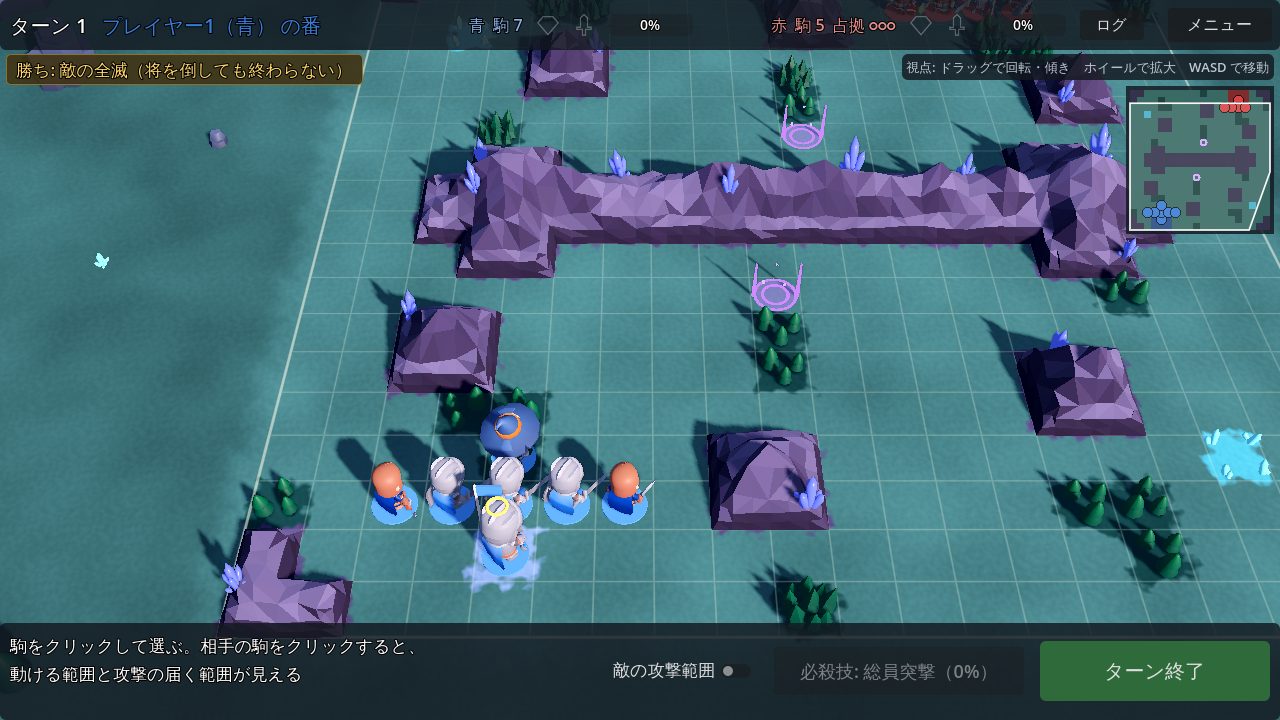 ターン 1 プレイヤー1（青） の番 青 駒 7 0% 赤 駒 5 占拠 0% ログ メニュー
勝ち: 敵の全滅（将を倒しても終わらない）
視点: ドラッグで回転・傾き ホイールで拡大 WASD で移動
駒をクリックして選ぶ。相手の駒をクリックすると、
動ける範囲と攻撃の届く範囲が見える
敵の攻撃範囲
必殺技: 総員突撃（0%）
ターン終了